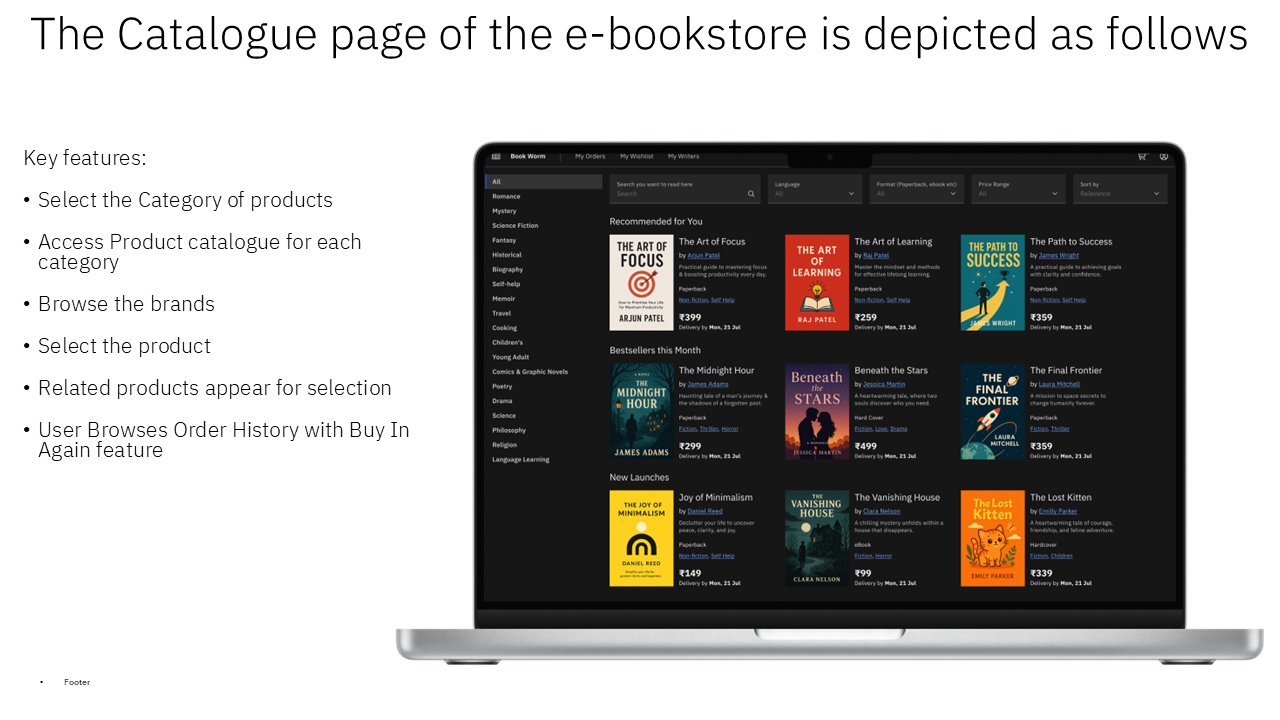 The Catalogue page of the e-bookstore is depicted as follows
Key features:
• Select the Category of products
• Access Product catalogue for each
category
• Browse the brands
• Select the product
• Related products appear for selection
• User Browses Order History with Buy In
Again feature
Book Worm | My Orders My Wishlist My Writers
All
Romance
Mystery
Science Fiction
Fantasy
Historical
Biography
Self-help
Memoir
Travel
Cooking
Children's
Young Adult
Comics & Graphic Novels
Poetry
Drama
Science
Philosophy
Religion
Language Learning
Search you want to read here
Search
Language
All
Format (Paperback, ebook etc)
All
Price Range
All
Sort by
Relevance
Recommended for You
THE ART OF
FOCUS
How to Prioritize Your Life
for Maximum Productivity
ARJUN PATEL
The Art of Focus
by Arjun Patel
Practical guide to mastering focus
& boosting productivity every day.
Paperback
Non-fiction, Self Help
₹399
Delivery by Mon, 21 Jul
THE ART
OF
LEARNING
RAJ PATEL
The Art of Learning
by Raj Patel
Master the mindset and methods
for effective lifelong learning.
Paperback
Non-fiction, Self Help
₹259
Delivery by Mon, 21 Jul
THE PATH TO
SUCCESS
JAMES WRIGHT
The Path to Success
by James Wright
A practical guide to achieving goals
with clarity and confidence.
Paperback
Non-fiction, Self Help
₹359
Delivery by Mon, 21 Jul
Bestsellers this Month
A NOVEL
THE
MIDNIGHT
HOUR
JAMES ADAMS
The Midnight Hour
by James Adams
Haunting tale of a man's journey &
the shadows of a forgotten past.
Paperback
Fiction, Thriller, Horror
₹299
Delivery by Mon, 21 Jul
Beneath
the
STARS
A ROMANCE
JESSICA MARTIN
Beneath the Stars
by Jessica Martin
A heartwarming tale, where two
souls discover who you need.
Hard Cover
Fiction, Love, Drama
₹499
Delivery by Mon, 21 Jul
THE
FINAL
FRONTIER
LAURA
MITCHELL
The Final Frontier
by Laura Mitchell
A mission to space secrets to
change humanity forever.
Paperback
Fiction, Thriller
₹359
Delivery by Mon, 21 Jul
New Launches
THE JOY OF
MINIMALISM
DANIEL REED
Simplify your life for
greater clarity and happiness
Joy of Minimalism
by Daniel Reed
Declutter your life to uncover
peace, clarity, and joy.
Paperback
Non-fiction, Self Help
₹149
Delivery by Mon, 21 Jul
THE
VANISHING
HOUSE
CLARA NELSON
The Vanishing House
by Clara Nelson
A chilling mystery unfolds within a
house that disappears.
eBook
Fiction, Horror
₹99
Delivery by Mon, 21 Jul
The Lost
Kitten
EMILY PARKER
The Lost Kitten
by Emilly Parker
A heartwarming tale of courage,
friendship, and feline adventure.
Hardcover
Fiction, Children
₹339
Delivery by Mon, 21 Jul
• Footer